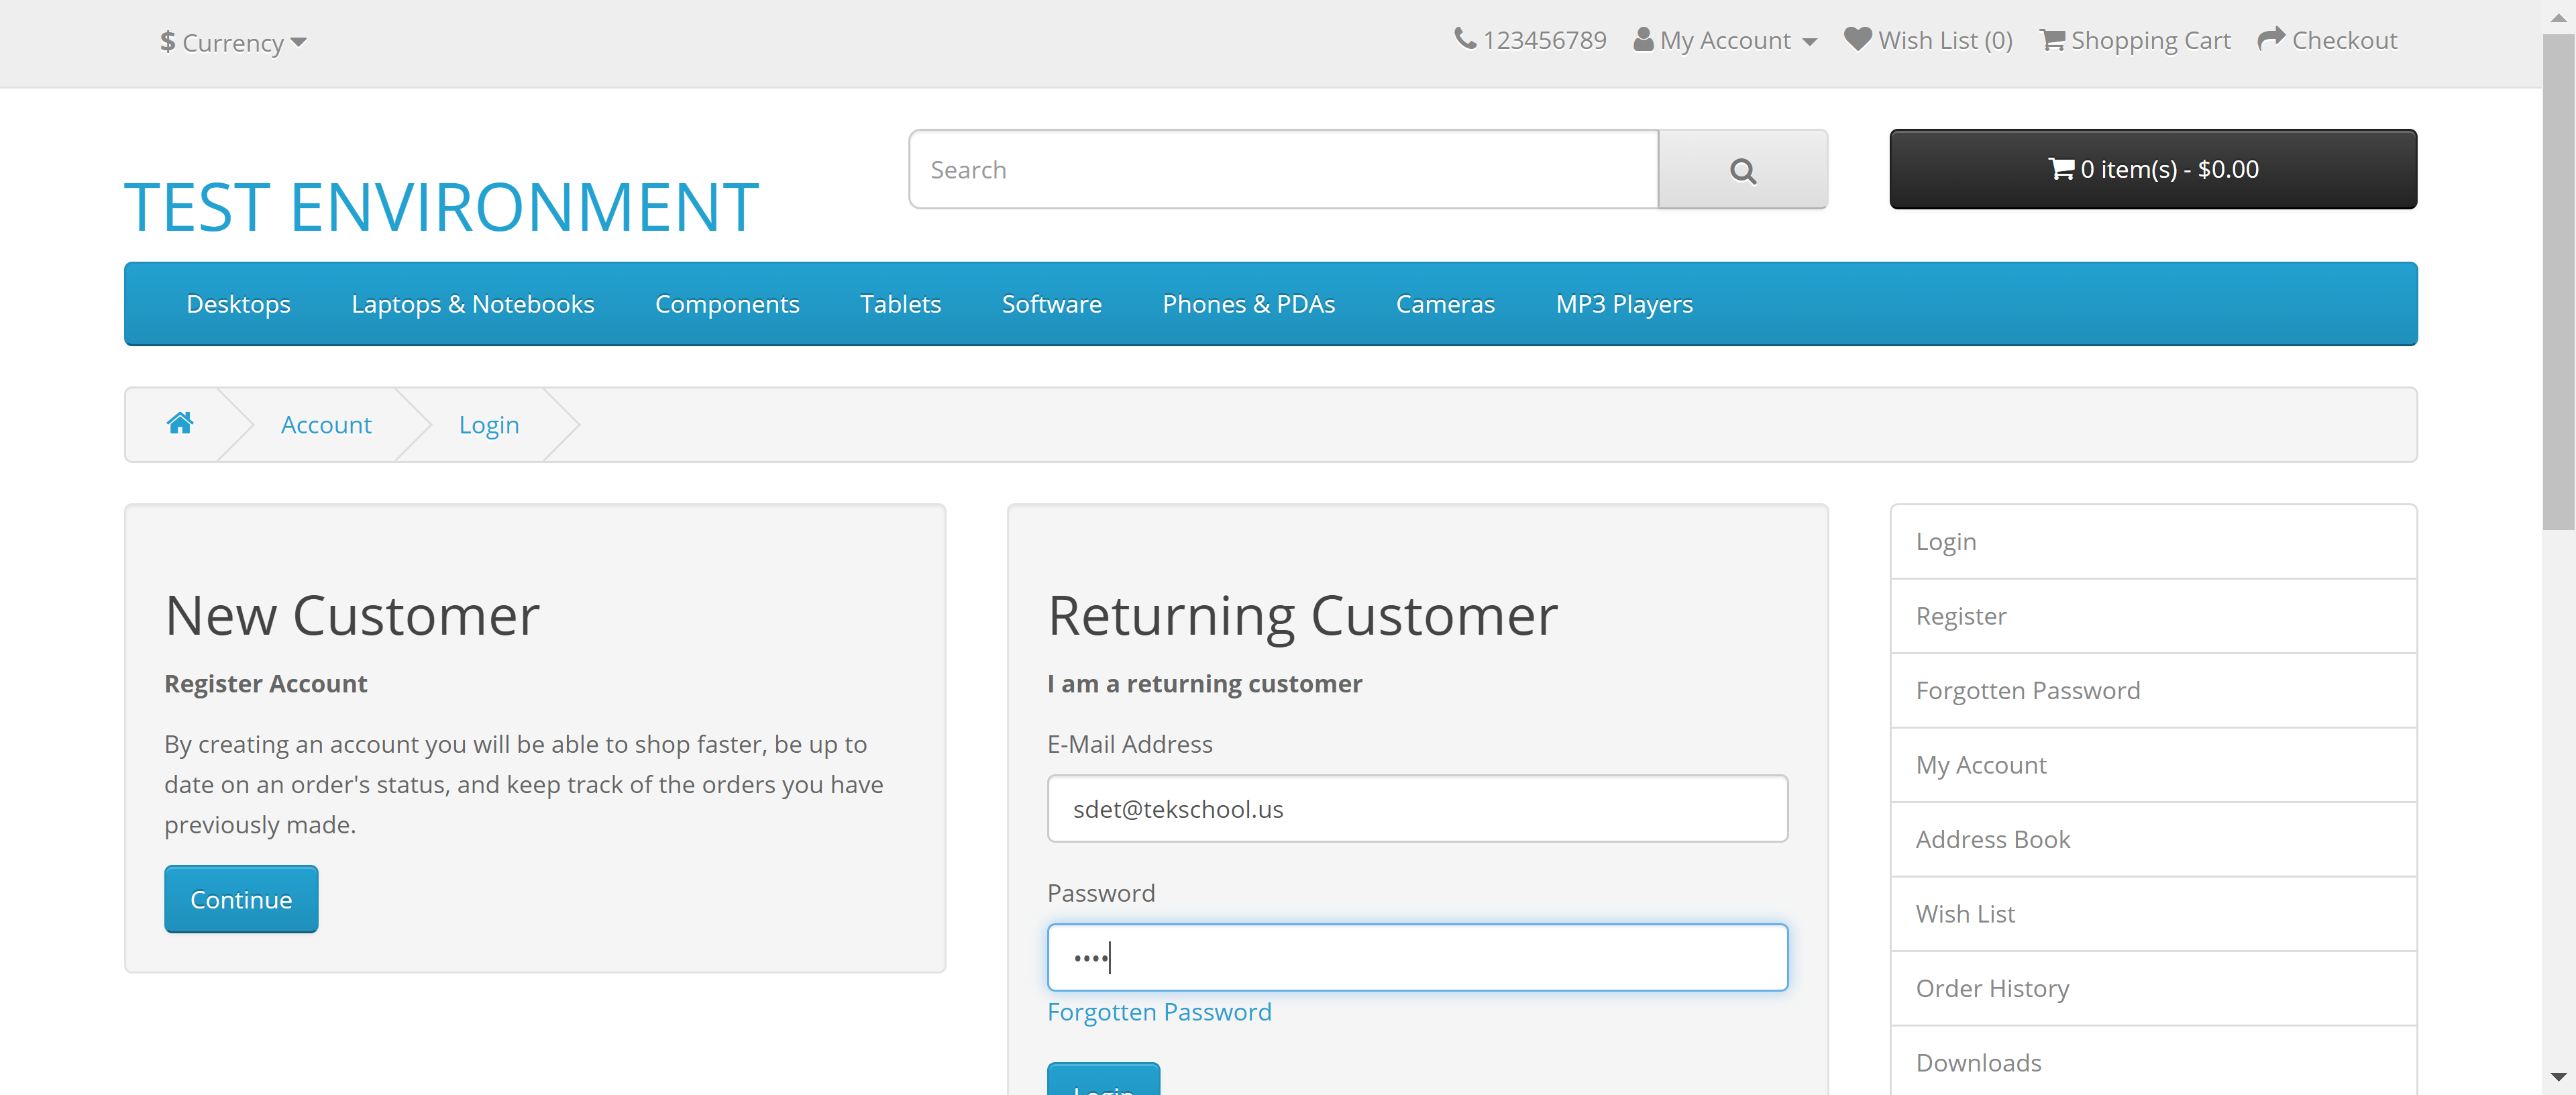 $ Currency
123456789 My Account Wish List (0) Shopping Cart Checkout
TEST ENVIRONMENT
Search
0 item(s) - $0.00
Desktops Laptops & Notebooks Components Tablets Software Phones & PDAs Cameras MP3 Players
Account Login
New Customer
Register Account
By creating an account you will be able to shop faster, be up to
date on an order's status, and keep track of the orders you have
previously made.
Continue
Returning Customer
I am a returning customer
E-Mail Address
sdet@tekschool.us
Password
••••
Forgotten Password
Login
Login
Register
Forgotten Password
My Account
Address Book
Wish List
Order History
Downloads